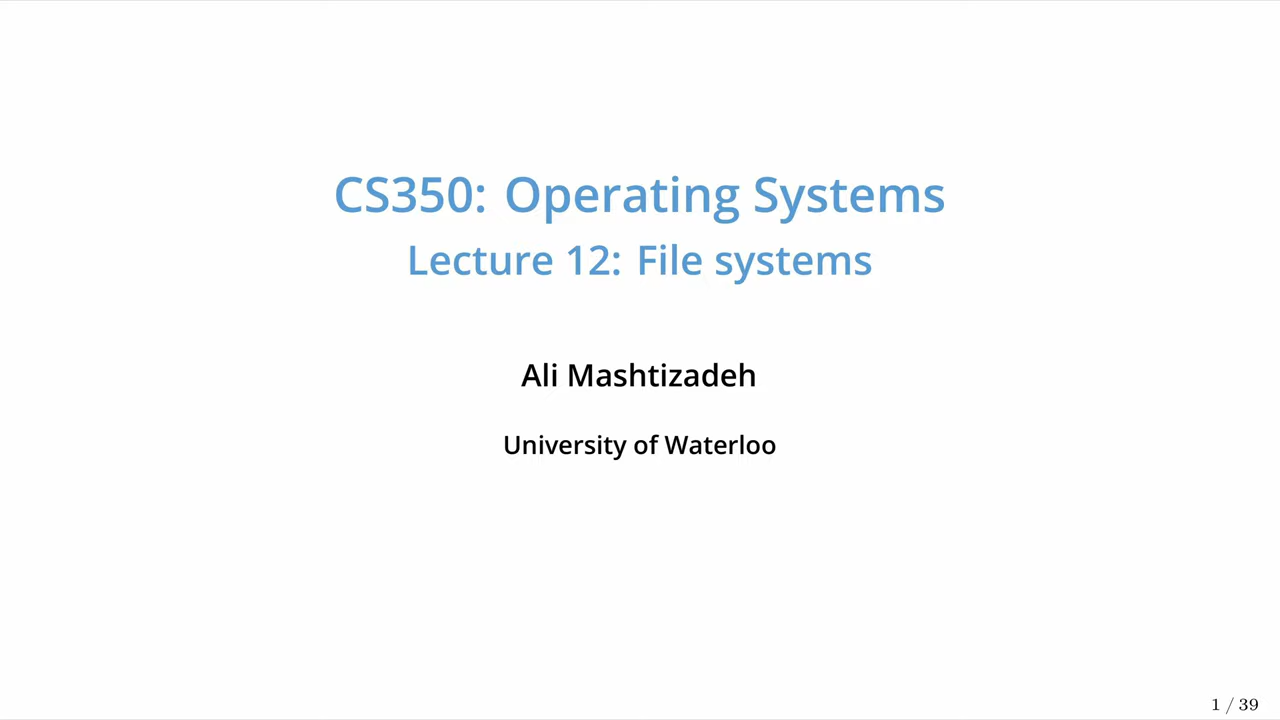 CS350: Operating Systems
Lecture 12: File systems
Ali Mashtizadeh
University of Waterloo
1 / 39